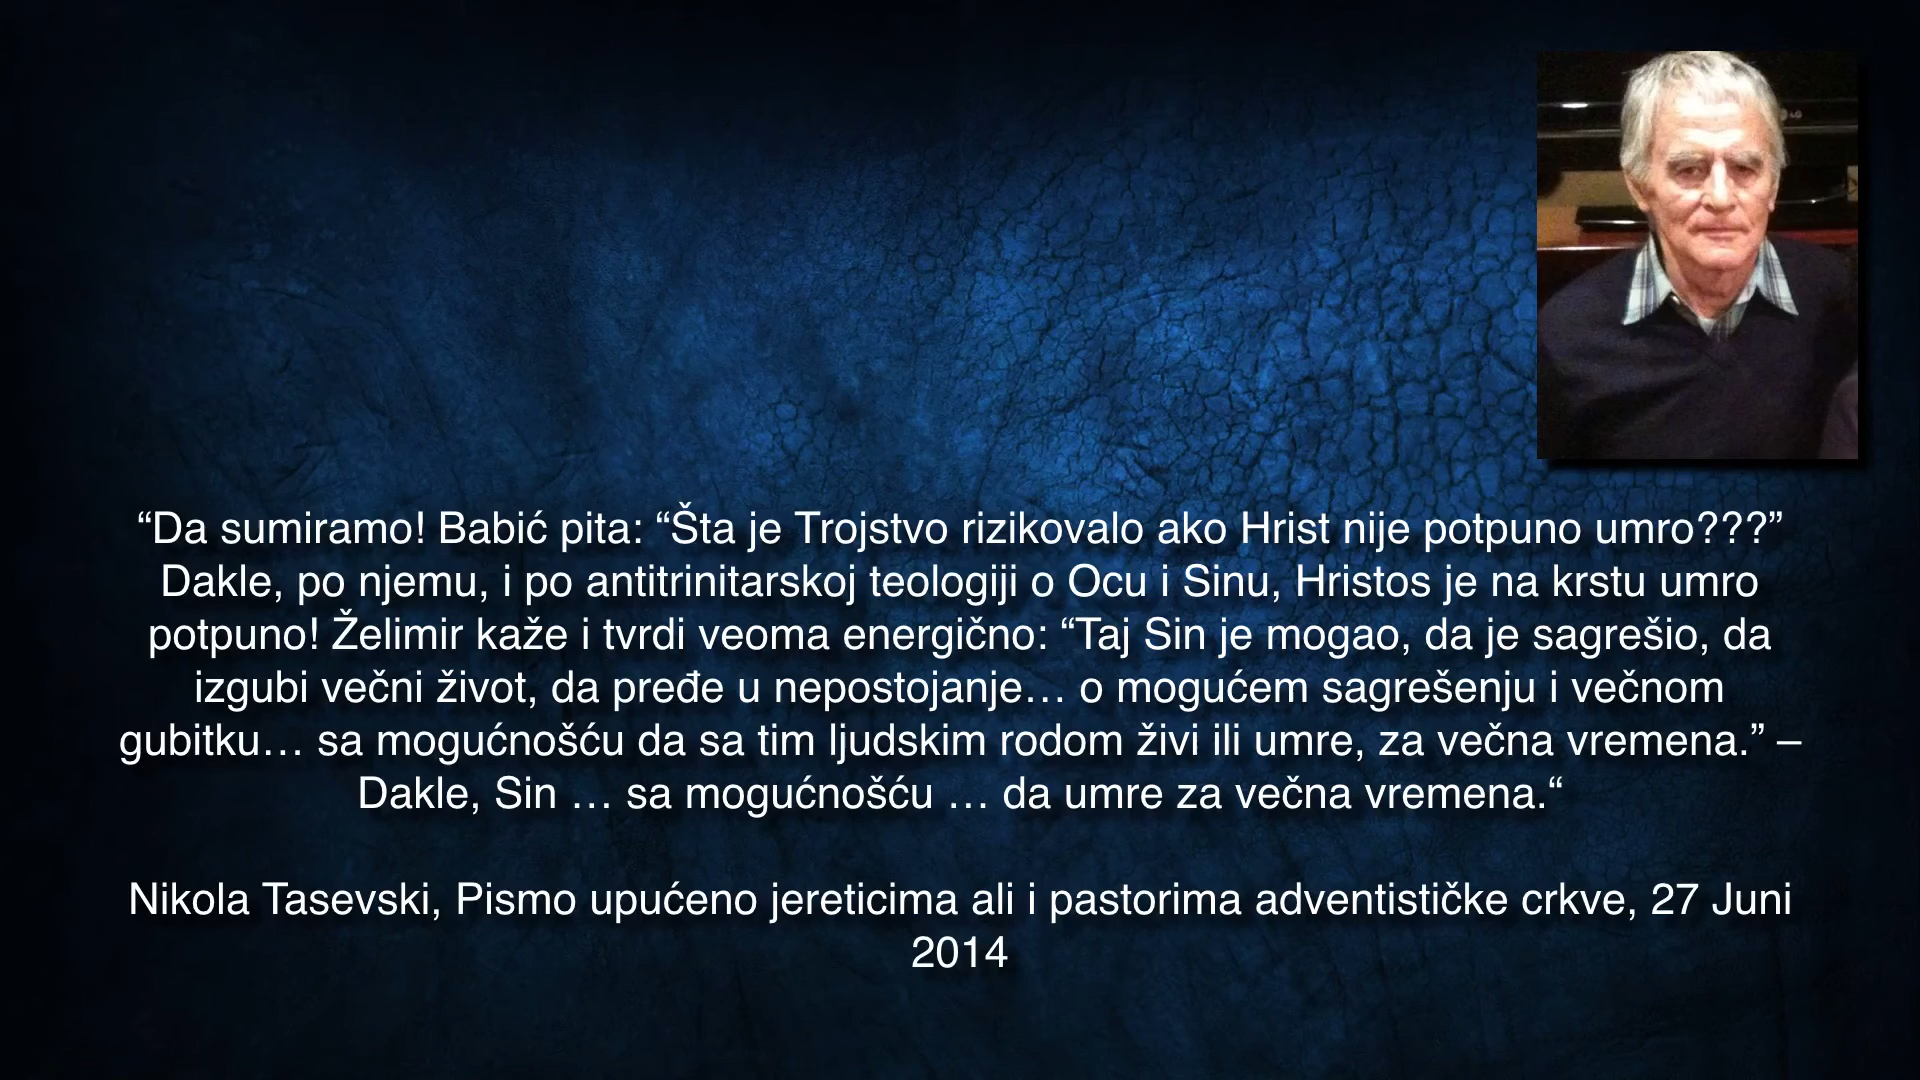 “Da sumiramo! Babić pita: “Šta je Trojstvo rizikovalo ako Hrist nije potpuno umro???”
Dakle, po njemu, i po antitrinitarskoj teologiji o Ocu i Sinu, Hristos je na krstu umro
potpuno! Želimir kaže i tvrdi veoma energično: “Taj Sin je mogao, da je sagrešio, da
izgubi večni život, da pređe u nepostojanje… o mogućem sagrešenju i večnom
gubitku… sa mogućnošću da sa tim ljudskim rodom živi ili umre, za večna vremena.” –
Dakle, Sin … sa mogućnošću … da umre za večna vremena.“
Nikola Tasevski, Pismo upućeno jereticima ali i pastorima adventističke crkve, 27 Juni
2014
LG